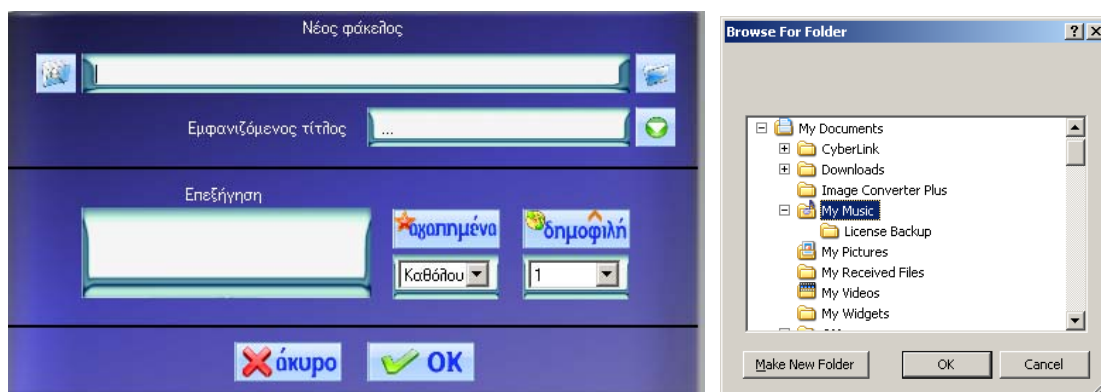 Νέος φάκελος
Εμφανιζόμενος τίτλος
...
Επεξήγηση
αγαπημένα
δημοφιλή
Καθόλου
1
άκυρο
OK
Browse For Folder
My Documents
CyberLink
Downloads
Image Converter Plus
My Music
License Backup
My Pictures
My Received Files
My Videos
My Widgets
Make New Folder
OK
Cancel